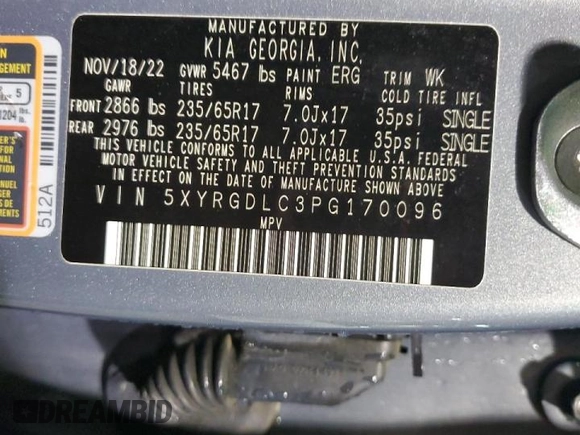 MANUFACTURED BY
KIA GEORGIA, INC.
NOV/18/22 GVWR 5467 lbs PAINT ERG TRIM WK
GAWR TIRES RIMS COLD TIRE INFL
FRONT 2866 lbs 235/65R17 7.0Jx17 35psi SINGLE
REAR 2976 lbs 235/65R17 7.0Jx17 35psi SINGLE
THIS VEHICLE CONFORMS TO ALL APPLICABLE U.S.A. FEDERAL
MOTOR VEHICLE SAFETY AND THEFT PREVENTION STANDARDS
IN EFFECT ON THE DATE OF MANUFACTURE SHOWN ABOVE.
VIN 5XYRGDLC3PG170096
MPV
5
1204 lbs.
512A
DREAMBID